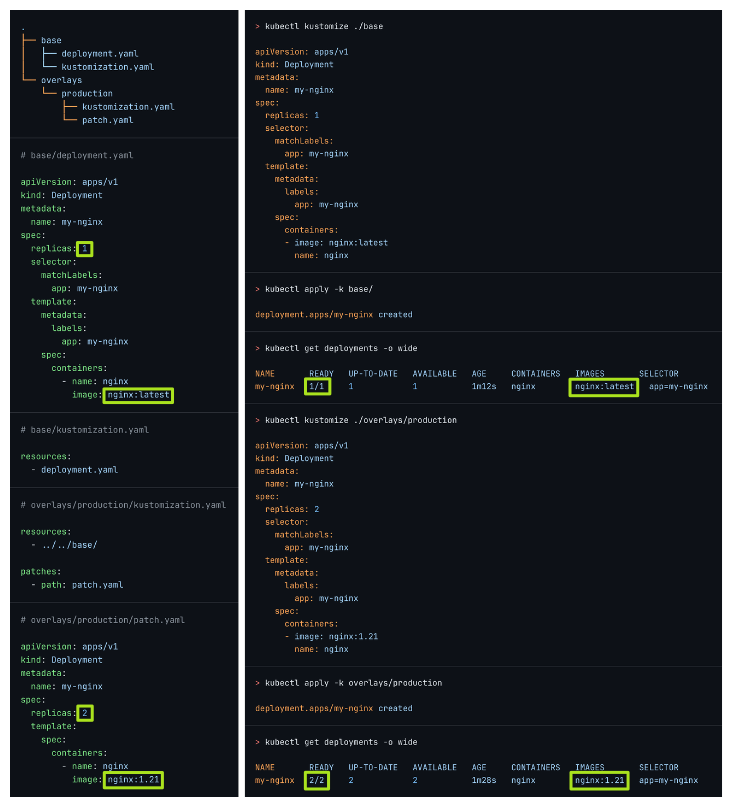 .
├── base
│   ├── deployment.yaml
│   └── kustomization.yaml
└── overlays
    └── production
        ├── kustomization.yaml
        └── patch.yaml
# base/deployment.yaml
apiVersion: apps/v1
kind: Deployment
metadata:
  name: my-nginx
spec:
  replicas: 1
  selector:
    matchLabels:
      app: my-nginx
  template:
    metadata:
      labels:
        app: my-nginx
    spec:
      containers:
        - name: nginx
          image: nginx:latest
# base/kustomization.yaml
resources:
  - deployment.yaml
# overlays/production/kustomization.yaml
resources:
  - ../../base/
patches:
  - path: patch.yaml
# overlays/production/patch.yaml
apiVersion: apps/v1
kind: Deployment
metadata:
  name: my-nginx
spec:
  replicas: 2
  template:
    spec:
      containers:
        - name: nginx
          image: nginx:1.21
> kubectl kustomize ./base
apiVersion: apps/v1
kind: Deployment
metadata:
  name: my-nginx
spec:
  replicas: 1
  selector:
    matchLabels:
      app: my-nginx
  template:
    metadata:
      labels:
        app: my-nginx
    spec:
      containers:
      - image: nginx:latest
        name: nginx
> kubectl apply -k base/
deployment.apps/my-nginx created
> kubectl get deployments -o wide
NAME READY UP-TO-DATE AVAILABLE AGE CONTAINERS IMAGES SELECTOR
my-nginx 1/1 1 1 1m12s nginx nginx:latest app=my-nginx
> kubectl kustomize ./overlays/production
apiVersion: apps/v1
kind: Deployment
metadata:
  name: my-nginx
spec:
  replicas: 2
  selector:
    matchLabels:
      app: my-nginx
  template:
    metadata:
      labels:
        app: my-nginx
    spec:
      containers:
      - image: nginx:1.21
        name: nginx
> kubectl apply -k overlays/production
deployment.apps/my-nginx created
> kubectl get deployments -o wide
NAME READY UP-TO-DATE AVAILABLE AGE CONTAINERS IMAGES SELECTOR
my-nginx 2/2 2 2 1m28s nginx nginx:1.21 app=my-nginx